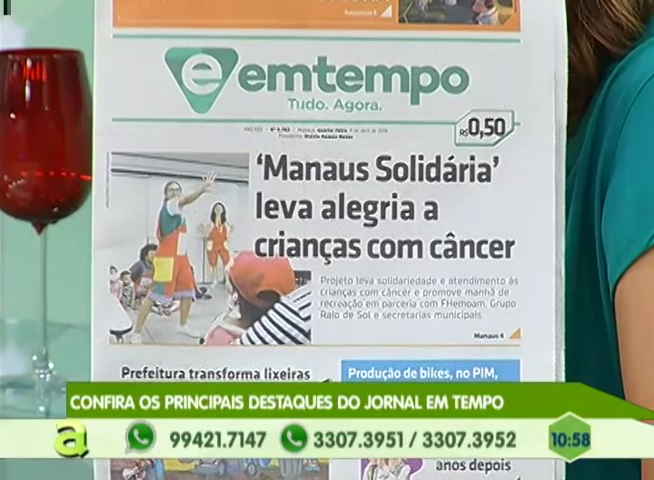 e emtempo
Tudo. Agora.
R$ 0,50
'Manaus Solidária'
leva alegria a
crianças com câncer
Projeto leva solidariedade e atendimento às
crianças com câncer e promove manhã de
recreação em parceria com FHemoam, Grupo
Raio de Sol e secretarias municipais.
Manaus 4
Prefeitura transforma lixeiras
Produção de bikes, no PIM,
CONFIRA OS PRINCIPAIS DESTAQUES DO JORNAL EM TEMPO
a 99421.7147 3307.3951 / 3307.3952 10:58
anos depois